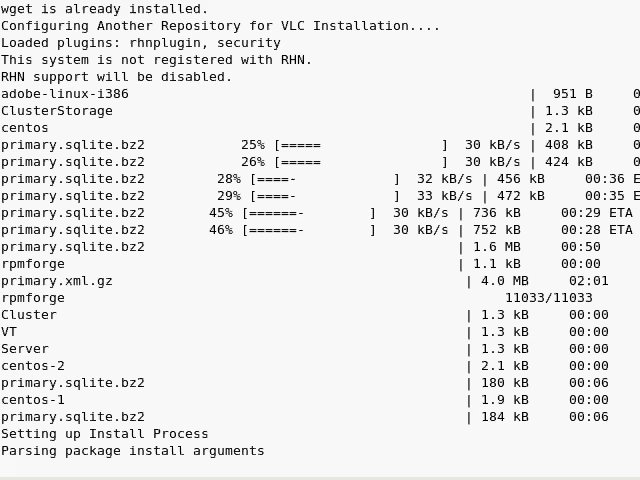 wget is already installed.
Configuring Another Repository for VLC Installation....
Loaded plugins: rhnplugin, security
This system is not registered with RHN.
RHN support will be disabled.
adobe-linux-i386 | 951 B 0
ClusterStorage | 1.3 kB 0
centos | 2.1 kB 0
primary.sqlite.bz2 25% [===== ] 30 kB/s | 408 kB 0
primary.sqlite.bz2 26% [===== ] 30 kB/s | 424 kB 0
primary.sqlite.bz2 28% [====- ] 32 kB/s | 456 kB 00:36 E
primary.sqlite.bz2 29% [====- ] 33 kB/s | 472 kB 00:35 E
primary.sqlite.bz2 45% [======- ] 30 kB/s | 736 kB 00:29 ETA
primary.sqlite.bz2 46% [======- ] 30 kB/s | 752 kB 00:28 ETA
primary.sqlite.bz2 | 1.6 MB 00:50
rpmforge | 1.1 kB 00:00
primary.xml.gz | 4.0 MB 02:01
rpmforge 11033/11033
Cluster | 1.3 kB 00:00
VT | 1.3 kB 00:00
Server | 1.3 kB 00:00
centos-2 | 2.1 kB 00:00
primary.sqlite.bz2 | 180 kB 00:06
centos-1 | 1.9 kB 00:00
primary.sqlite.bz2 | 184 kB 00:06
Setting up Install Process
Parsing package install arguments